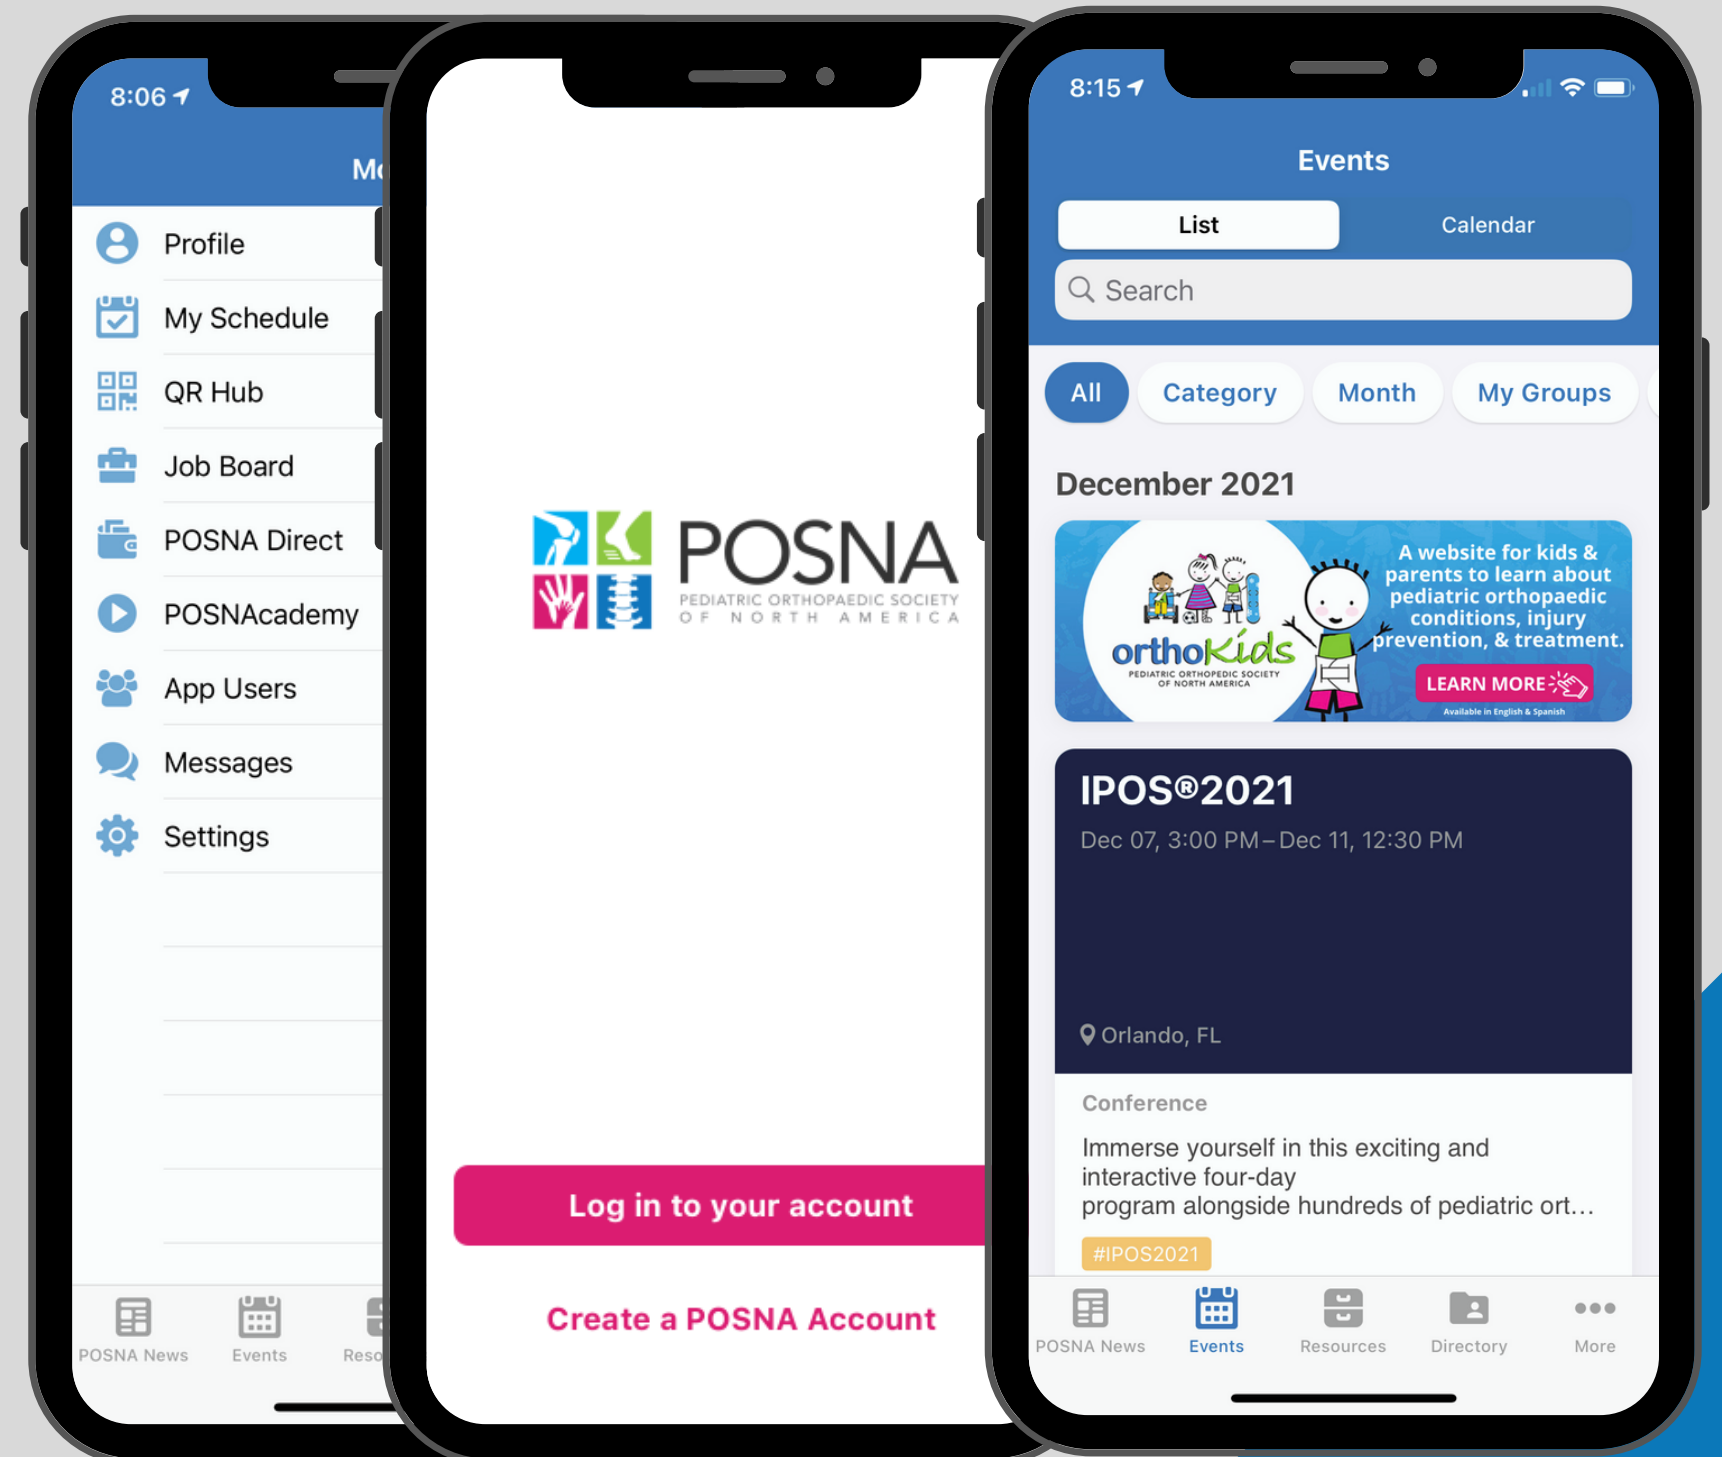 8:06
Mo
Profile
My Schedule
QR Hub
Job Board
POSNA Direct
POSNAcademy
App Users
Messages
Settings
POSNA News
Events
Reso
POSNA
PEDIATRIC ORTHOPAEDIC SOCIETY
OF NORTH AMERICA
Log in to your account
Create a POSNA Account
8:15
Events
List
Calendar
Search
All
Category
Month
My Groups
December 2021
orthoKids
PEDIATRIC ORTHOPEDIC SOCIETY
OF NORTH AMERICA
A website for kids &
parents to learn about
pediatric orthopaedic
conditions, injury
prevention, & treatment.
LEARN MORE
Available in English & Spanish
IPOS®2021
Dec 07, 3:00 PM – Dec 11, 12:30 PM
Orlando, FL
Conference
Immerse yourself in this exciting and
interactive four-day
program alongside hundreds of pediatric ort...
#IPOS2021
POSNA News
Events
Resources
Directory
More